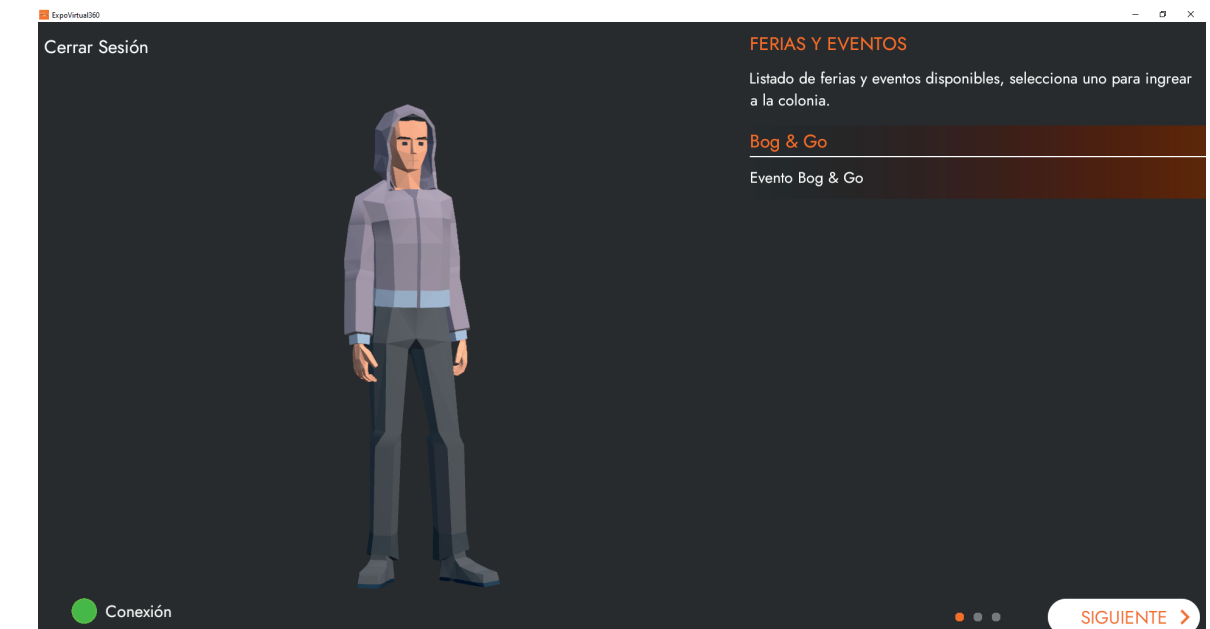 ExpoVirtual360
Cerrar Sesión
FERIAS Y EVENTOS
Listado de ferias y eventos disponibles, selecciona uno para ingrear
a la colonia.
Bog & Go
Evento Bog & Go
Conexión
SIGUIENTE